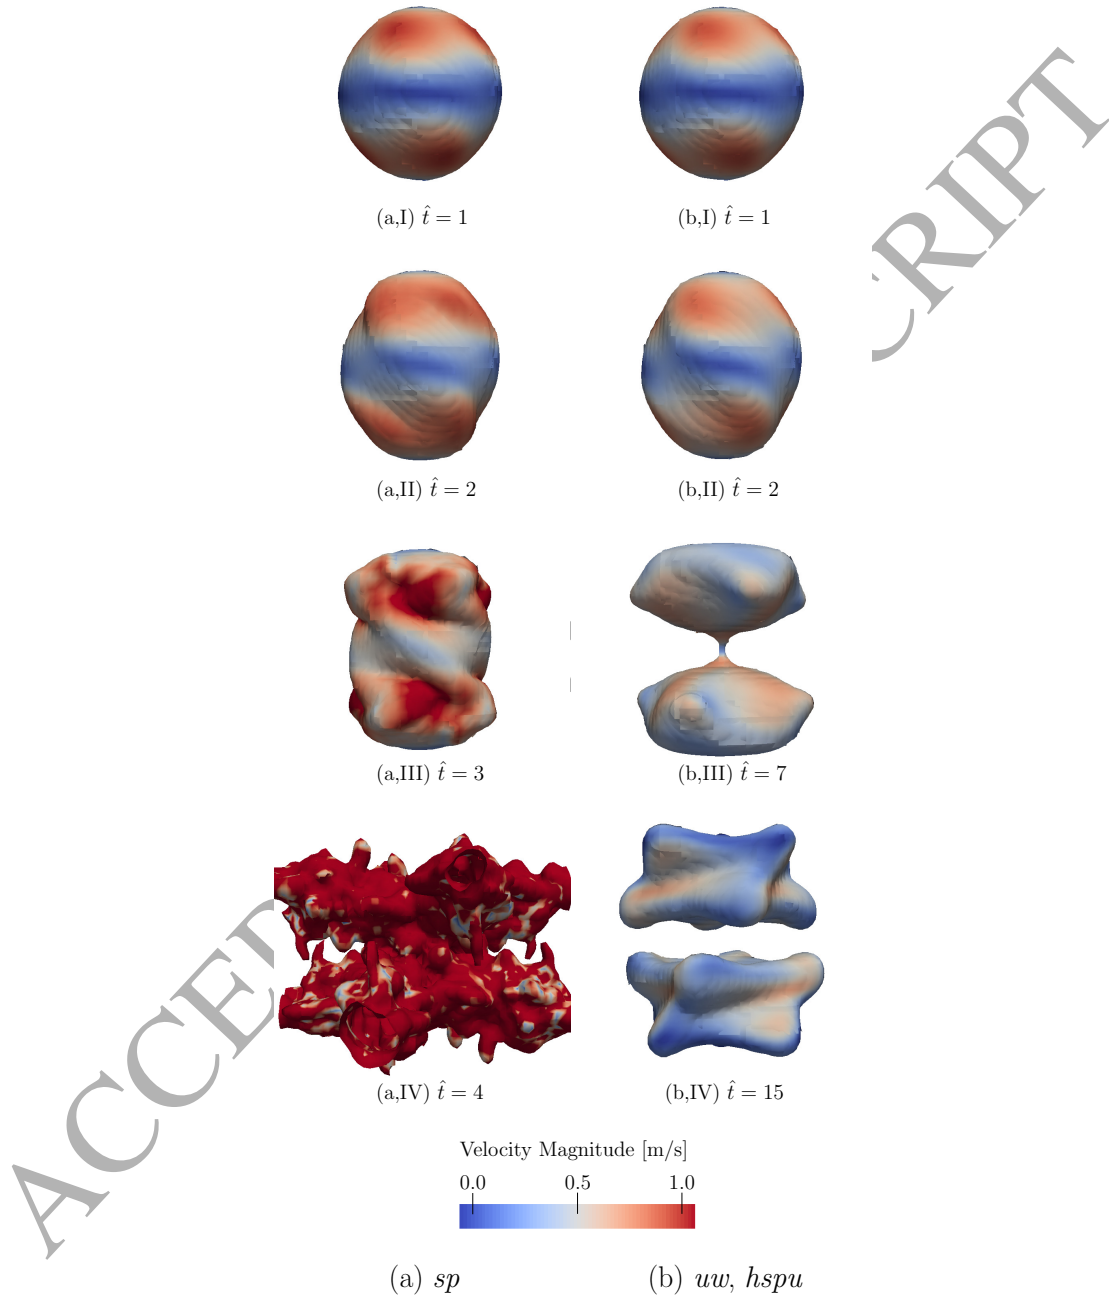 (a,I) t̂ = 1
(b,I) t̂ = 1
(a,II) t̂ = 2
(b,II) t̂ = 2
(a,III) t̂ = 3
(b,III) t̂ = 7
(a,IV) t̂ = 4
(b,IV) t̂ = 15
Velocity Magnitude [m/s]
0.0 0.5 1.0
(a) sp
(b) uw, hspu